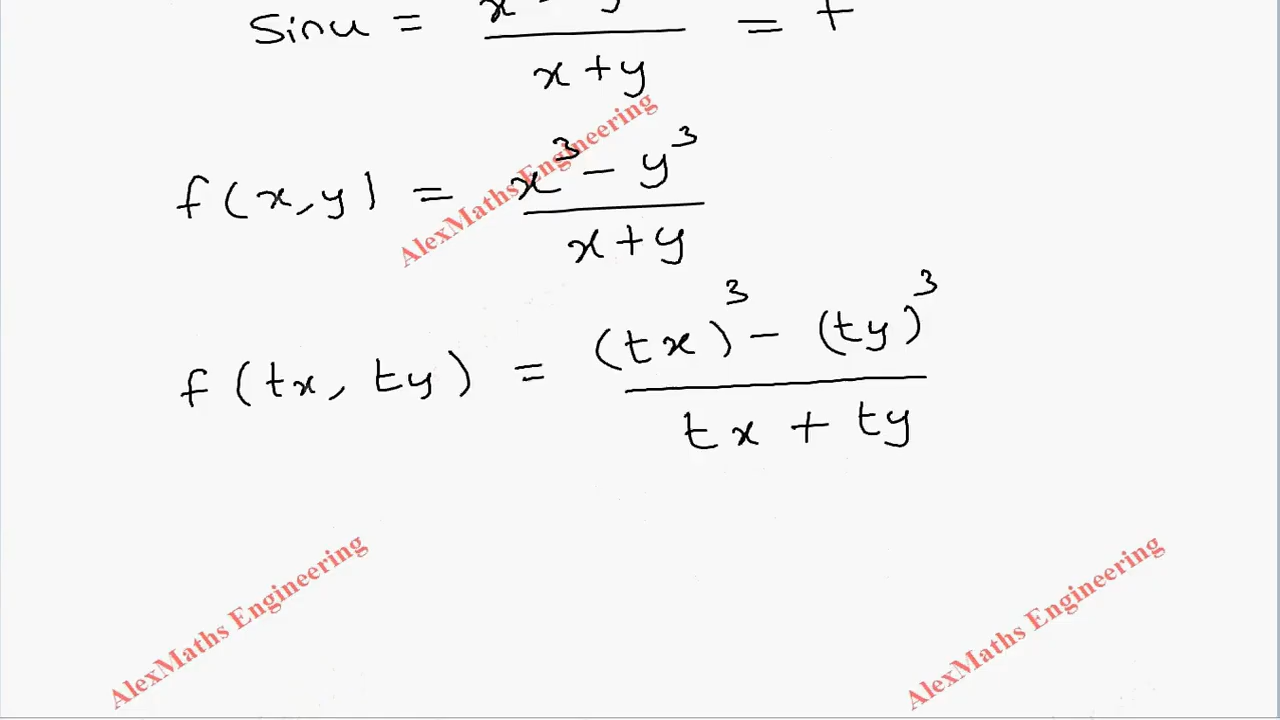 sin u = x - y / x + y = f
f(x, y) = x³ - y³ / x + y
f(tx, ty) = (tx)³ - (ty)³ / tx + ty
AlexMaths Engineering
AlexMaths Engineering
AlexMaths Engineering